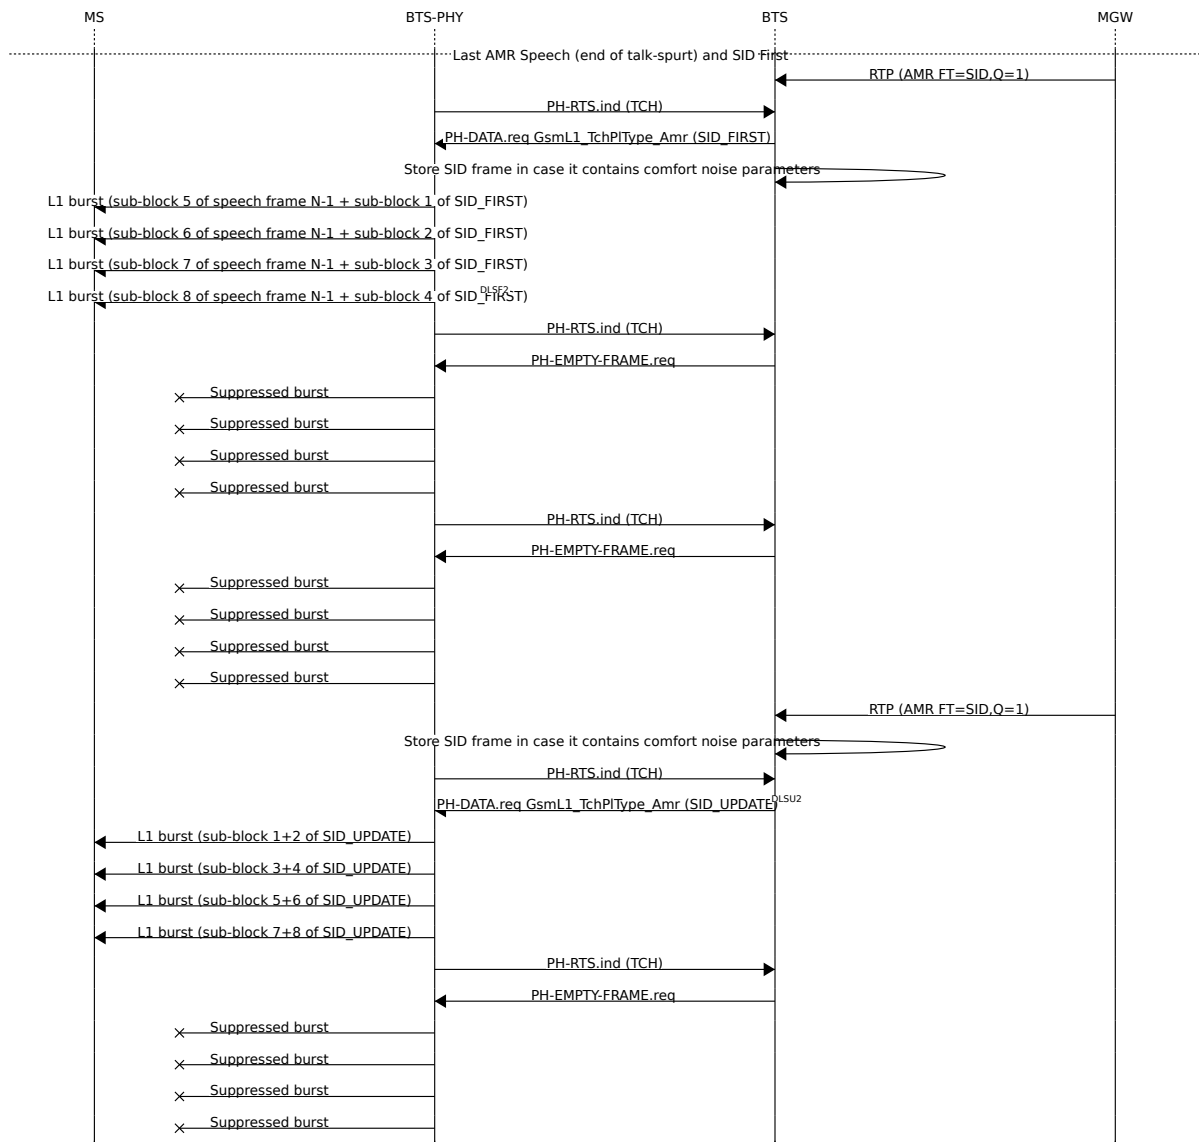 MS BTS-PHY BTS MGW
Last AMR Speech (end of talk-spurt) and SID First
RTP (AMR FT=SID,Q=1)
PH-RTS.ind (TCH)
PH-DATA.req GsmL1_TchPlType_Amr (SID_FIRST)
Store SID frame in case it contains comfort noise parameters
L1 burst (sub-block 5 of speech frame N-1 + sub-block 1 of SID_FIRST)
L1 burst (sub-block 6 of speech frame N-1 + sub-block 2 of SID_FIRST)
L1 burst (sub-block 7 of speech frame N-1 + sub-block 3 of SID_FIRST)
L1 burst (sub-block 8 of speech frame N-1 + sub-block 4 of SID_FIRST) DLSF2
PH-RTS.ind (TCH)
PH-EMPTY-FRAME.req
Suppressed burst
Suppressed burst
Suppressed burst
Suppressed burst
PH-RTS.ind (TCH)
PH-EMPTY-FRAME.req
Suppressed burst
Suppressed burst
Suppressed burst
Suppressed burst
RTP (AMR FT=SID,Q=1)
Store SID frame in case it contains comfort noise parameters
PH-RTS.ind (TCH)
PH-DATA.req GsmL1_TchPlType_Amr (SID_UPDATE) DLSU2
L1 burst (sub-block 1+2 of SID_UPDATE)
L1 burst (sub-block 3+4 of SID_UPDATE)
L1 burst (sub-block 5+6 of SID_UPDATE)
L1 burst (sub-block 7+8 of SID_UPDATE)
PH-RTS.ind (TCH)
PH-EMPTY-FRAME.req
Suppressed burst
Suppressed burst
Suppressed burst
Suppressed burst